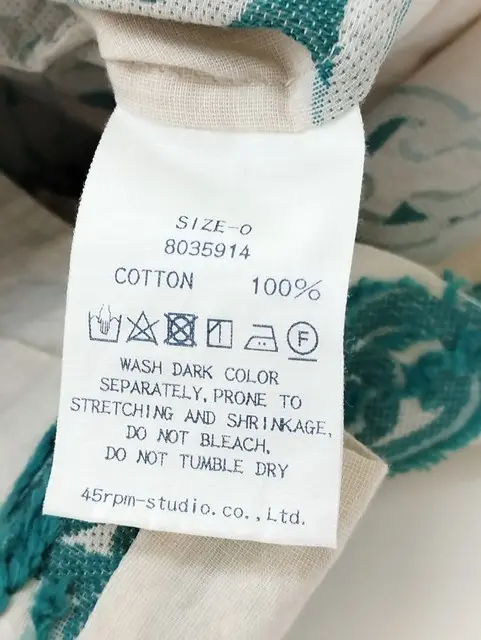 SIZE-0
8035914
COTTON 100%
F
WASH DARK COLOR
SEPARATELY, PRONE TO
STRETCHING AND SHRINKAGE,
DO NOT BLEACH,
DO NOT TUMBLE DRY
45rpm-studio.co.,Ltd.